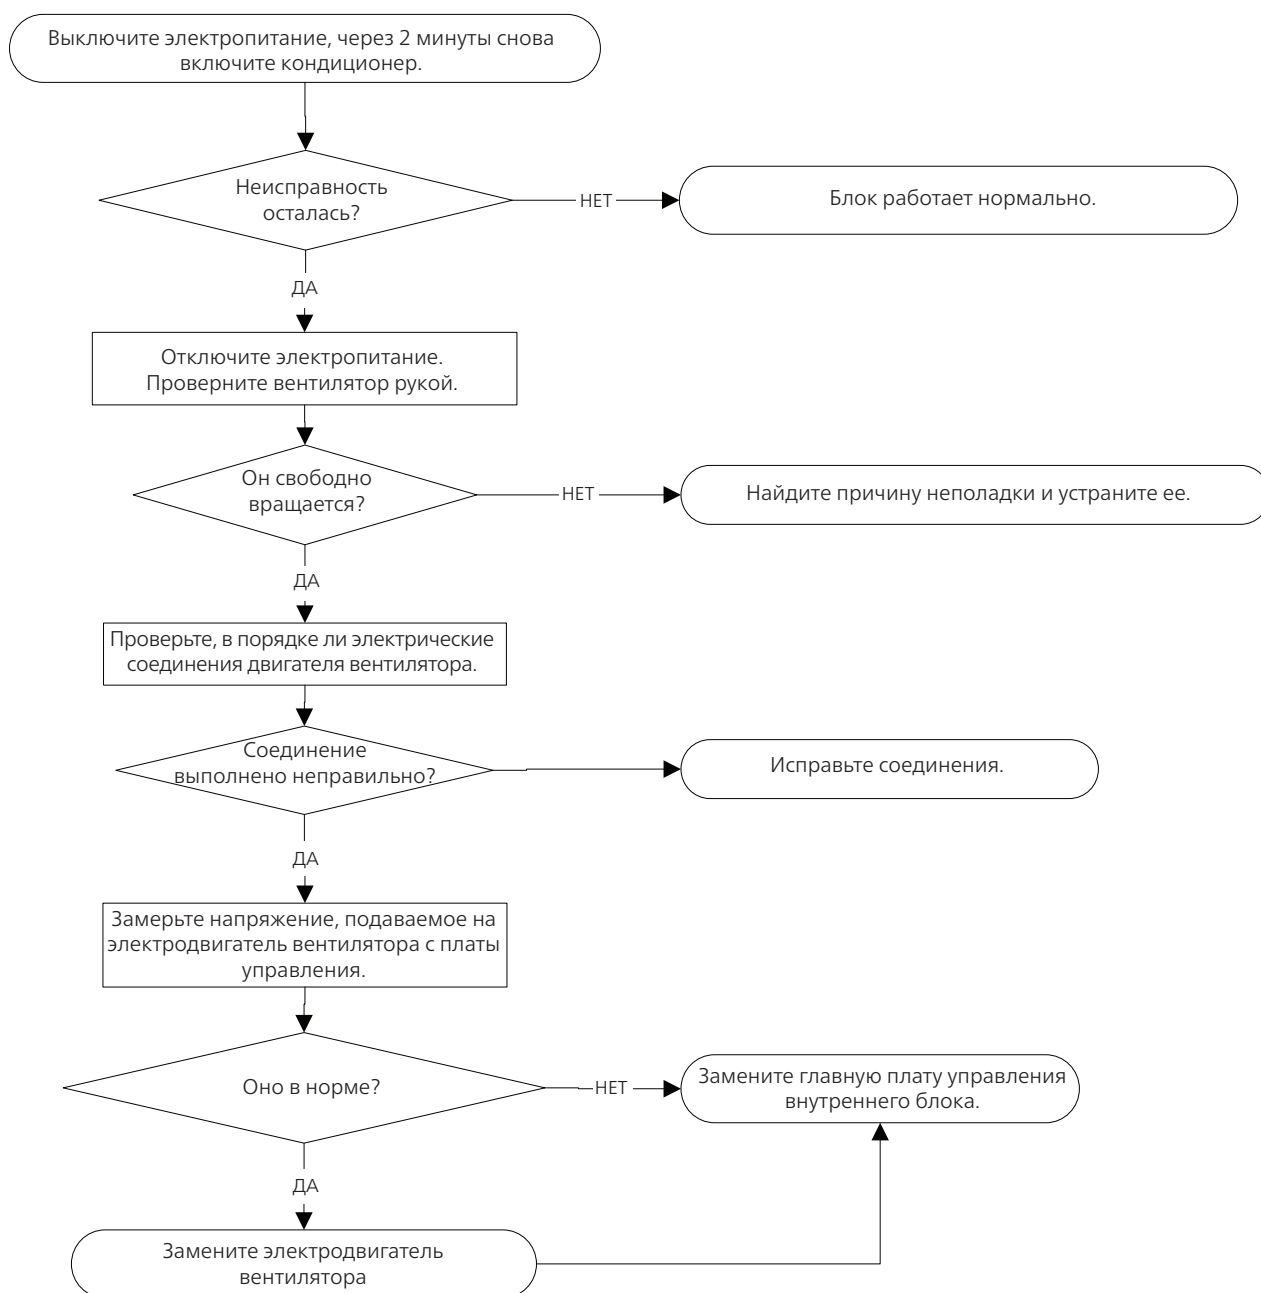 Выключите электропитание, через 2 минуты снова
включите кондиционер.
Неисправность
осталась?
НЕТ
Блок работает нормально.
ДА
Отключите электропитание.
Проверните вентилятор рукой.
Он свободно
вращается?
НЕТ
Найдите причину неполадки и устраните ее.
ДА
Проверьте, в порядке ли электрические
соединения двигателя вентилятора.
Соединение
выполнено неправильно?
Исправьте соединения.
ДА
Замерьте напряжение, подаваемое на
электродвигатель вентилятора с платы
управления.
Оно в норме?
НЕТ
Замените главную плату управления
внутреннего блока.
ДА
Замените электродвигатель
вентилятора